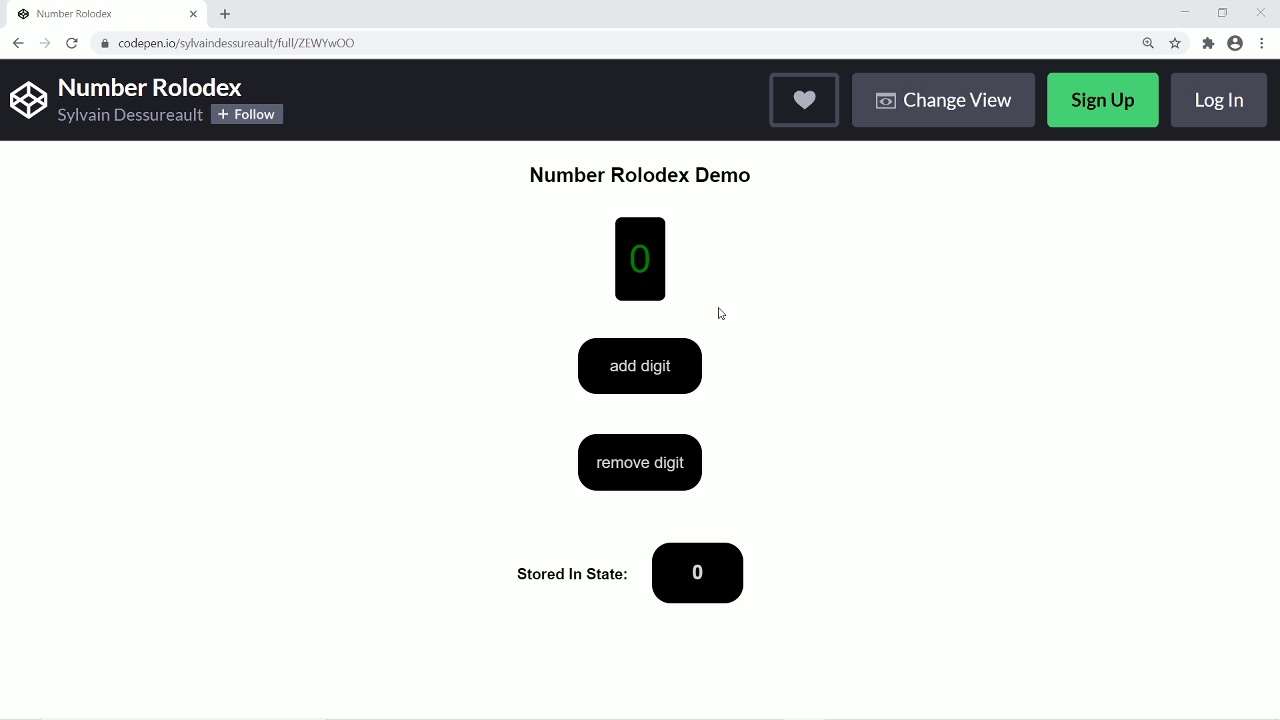 Number Rolodex
codepen.io/sylvaindessureault/full/ZEWYwOO
Number Rolodex
Sylvain Dessureault + Follow
Change View
Sign Up
Log In
Number Rolodex Demo
0
add digit
remove digit
Stored In State: 0